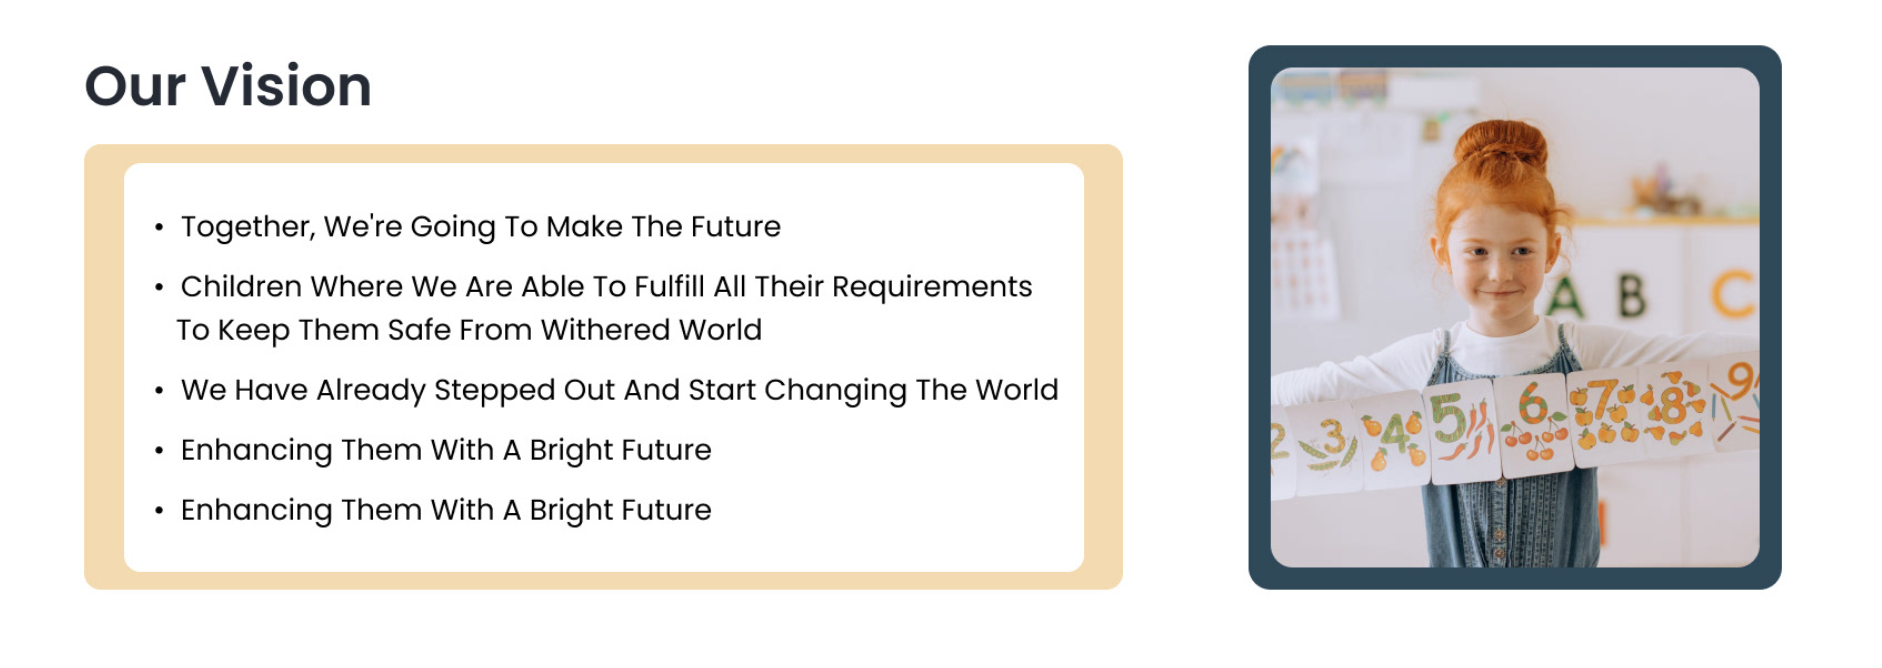 Our Vision
• Together, We're Going To Make The Future
• Children Where We Are Able To Fulfill All Their Requirements
To Keep Them Safe From Withered World
• We Have Already Stepped Out And Start Changing The World
• Enhancing Them With A Bright Future
• Enhancing Them With A Bright Future
A B C
2 3 4 5 6 7 8 9